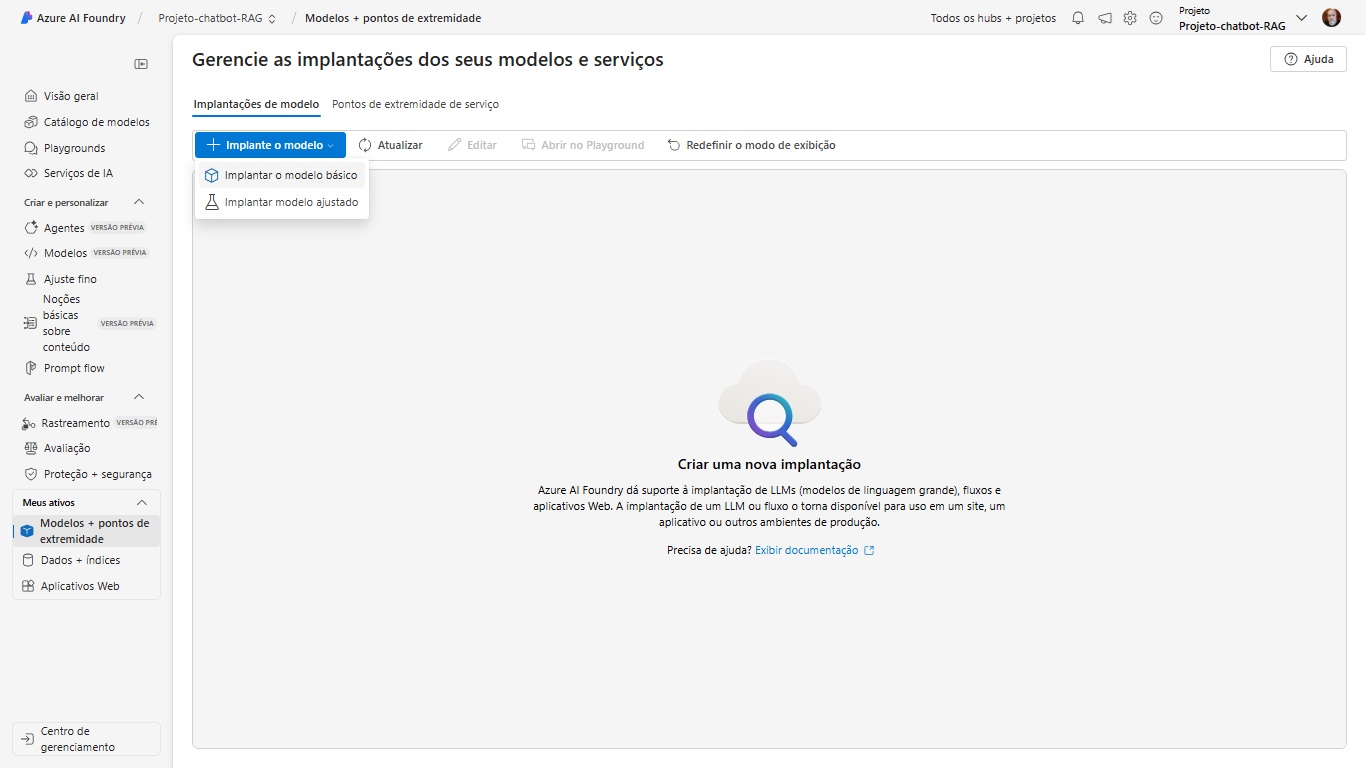 Azure AI Foundry / Projeto-chatbot-RAG / Modelos + pontos de extremidade
Todos os hubs + projetos
Projeto
Projeto-chatbot-RAG
Visão geral
Catálogo de modelos
Playgrounds
Serviços de IA
Criar e personalizar
Agentes VERSÃO PRÉVIA
Modelos VERSÃO PRÉVIA
Ajuste fino
Noções
básicas
sobre
conteúdo
VERSÃO PRÉVIA
Prompt flow
Avaliar e melhorar
Rastreamento VERSÃO PRÉ
Avaliação
Proteção + segurança
Meus ativos
Modelos + pontos de
extremidade
Dados + índices
Aplicativos Web
Centro de
gerenciamento
Gerencie as implantações dos seus modelos e serviços
Ajuda
Implantações de modelo Pontos de extremidade de serviço
Implante o modelo Atualizar Editar Abrir no Playground Redefinir o modo de exibição
Implantar o modelo básico
Implantar modelo ajustado
Criar uma nova implantação
Azure AI Foundry dá suporte à implantação de LLMs (modelos de linguagem grande), fluxos e
aplicativos Web. A implantação de um LLM ou fluxo o torna disponível para uso em um site, um
aplicativo ou outros ambientes de produção.
Precisa de ajuda? Exibir documentação